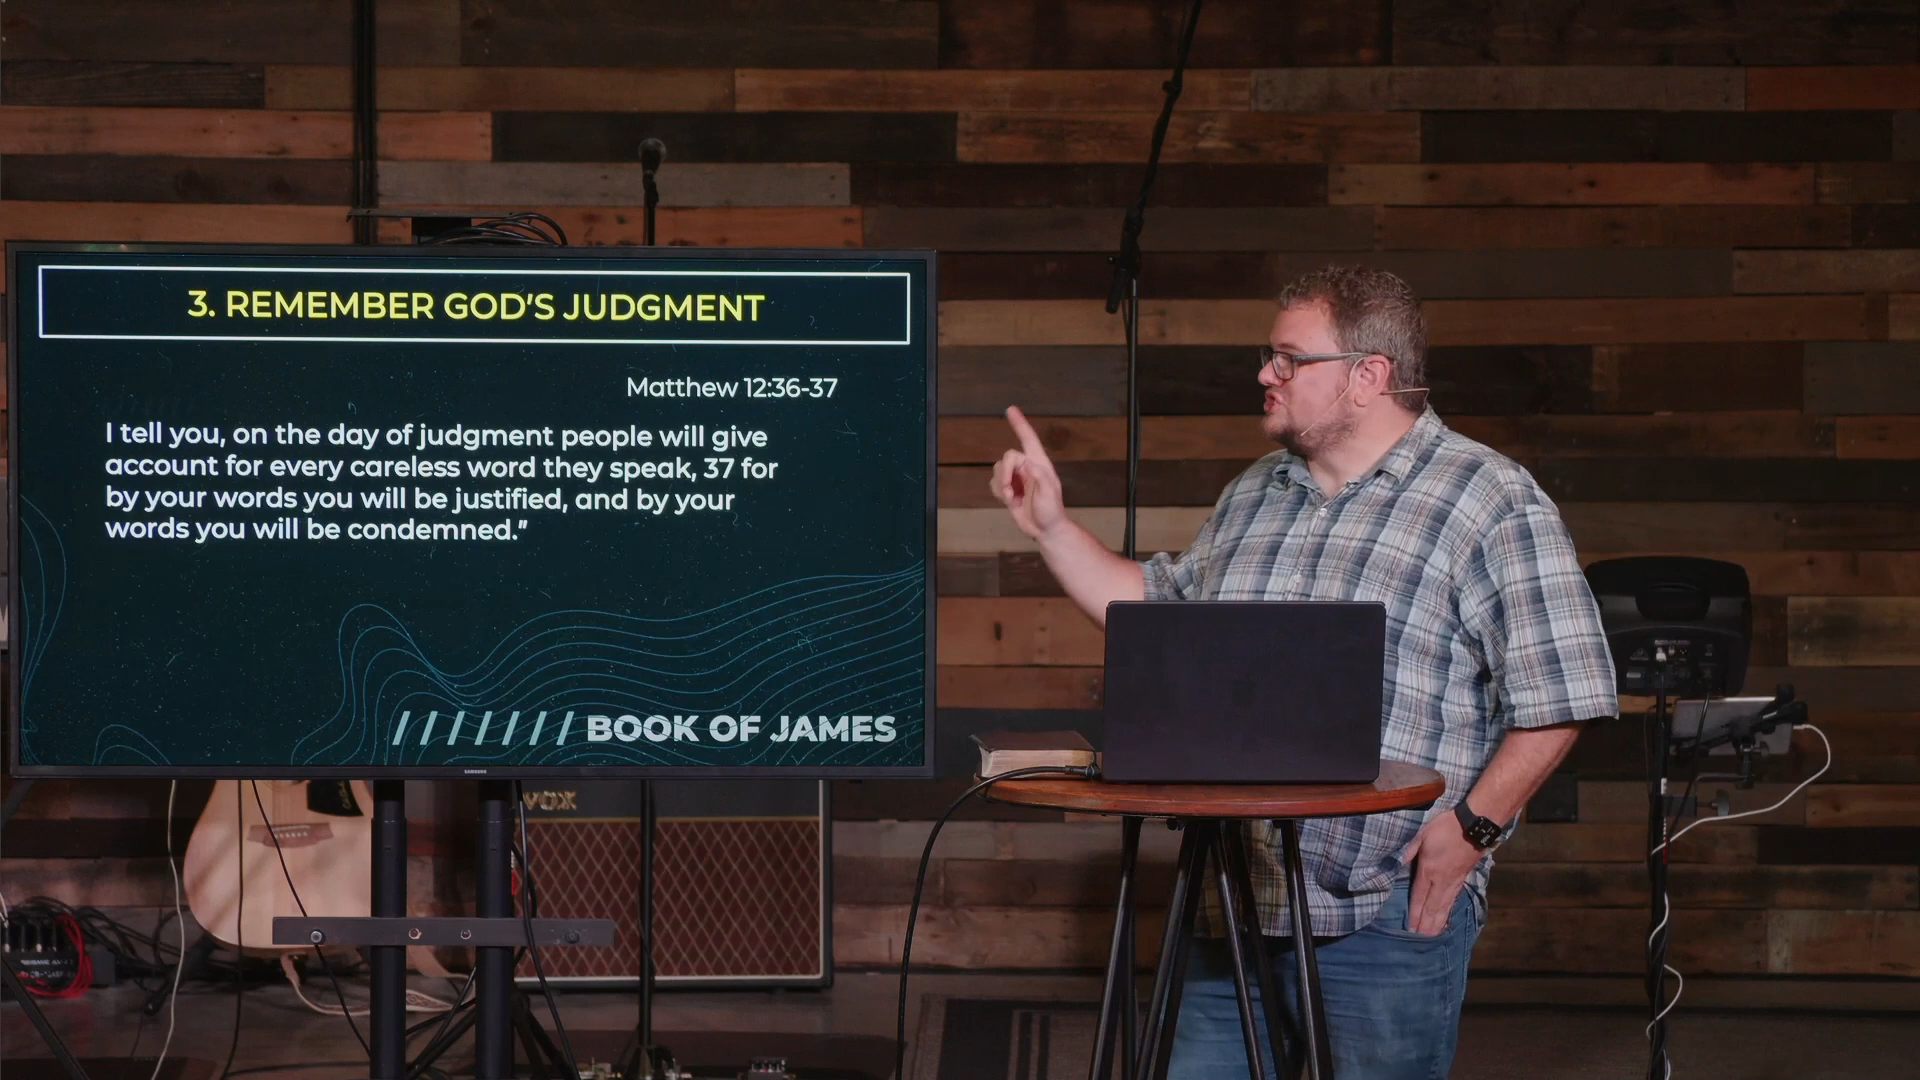 3. REMEMBER GOD'S JUDGMENT
Matthew 12:36-37
I tell you, on the day of judgment people will give
account for every careless word they speak, 37 for
by your words you will be justified, and by your
words you will be condemned.”
/////// BOOK OF JAMES
SAMSUNG
VOX